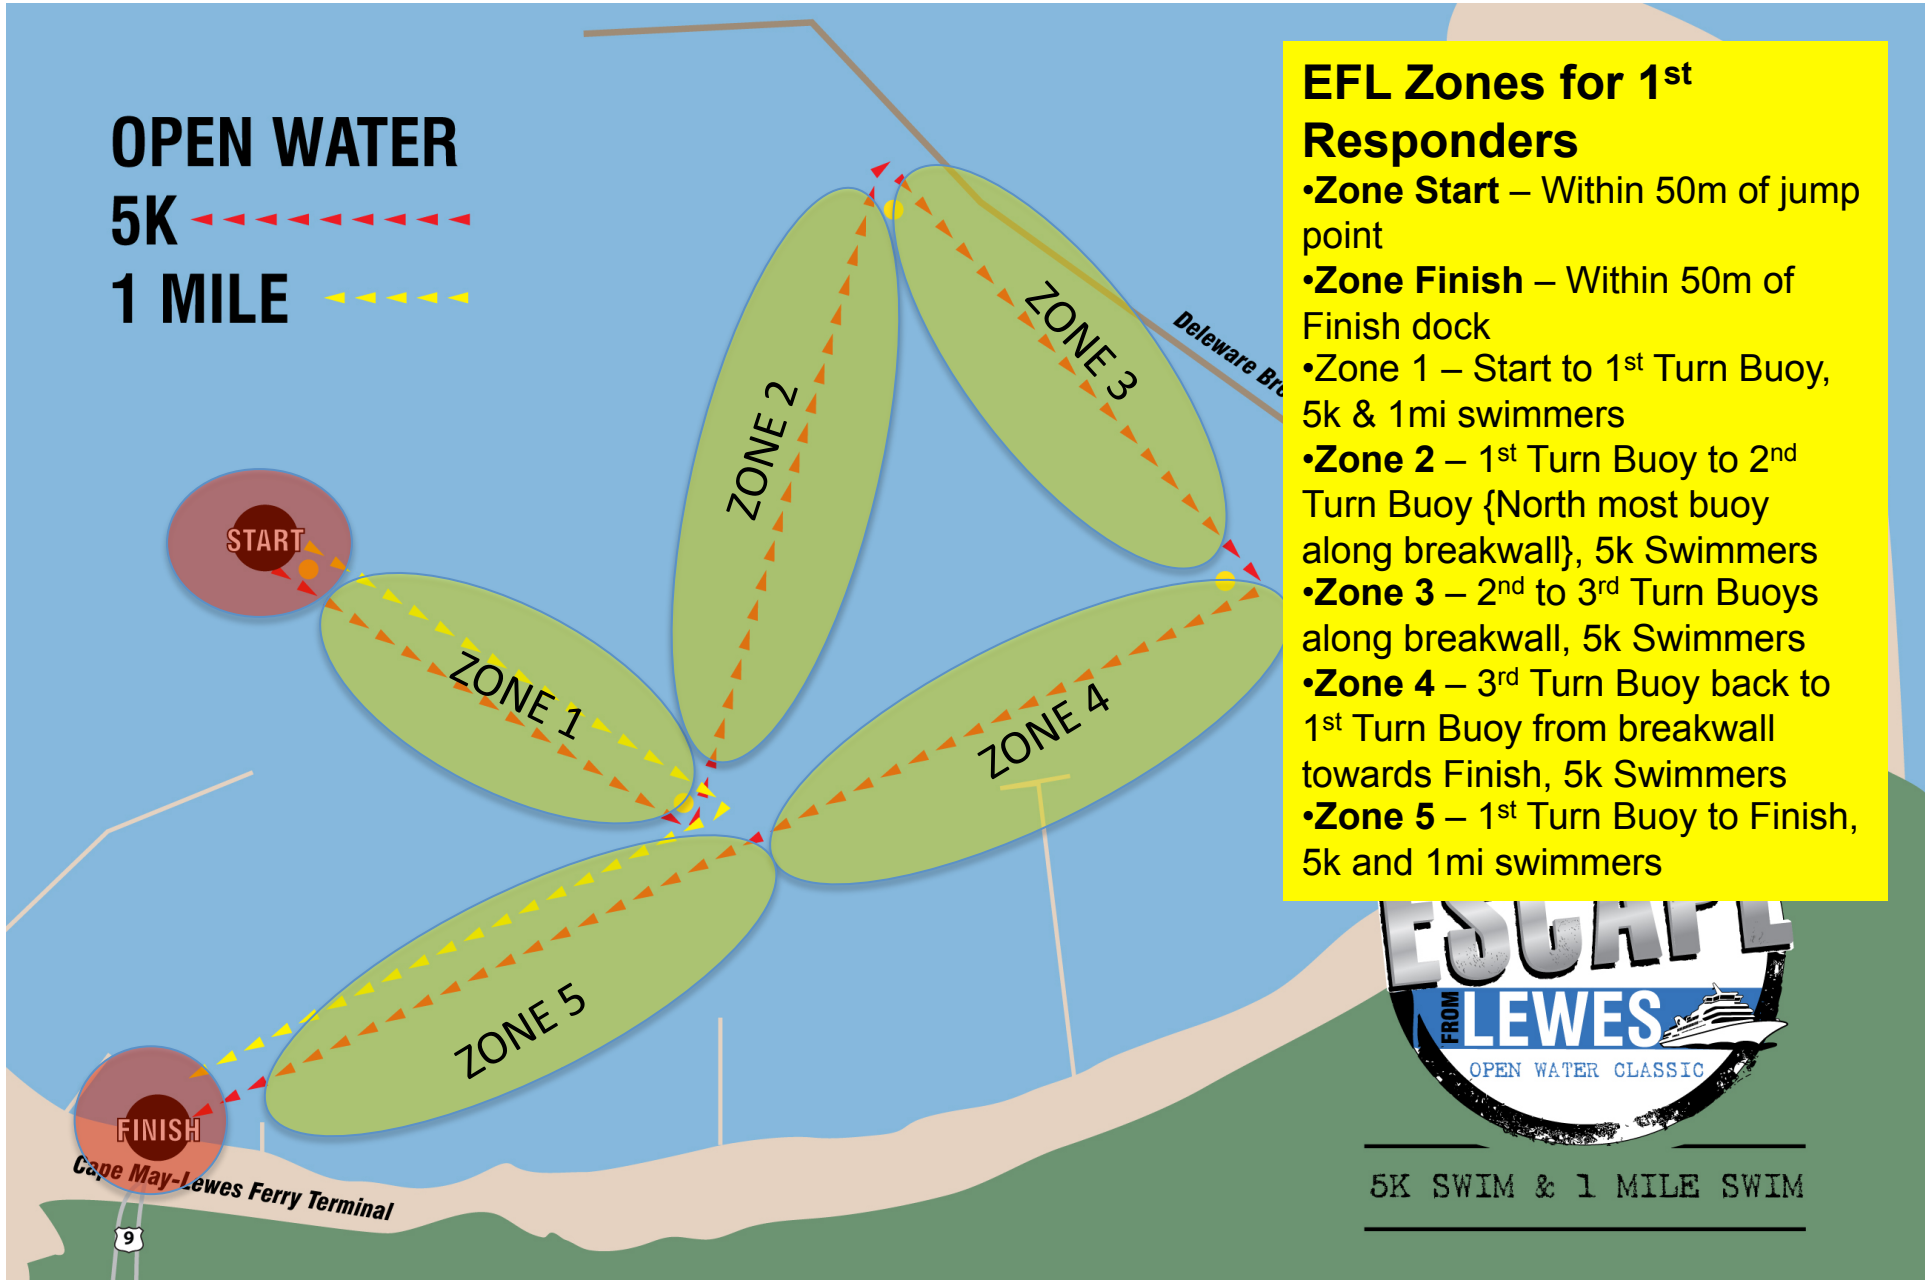 OPEN WATER
5K
1 MILE
EFL Zones for 1st
Responders
•Zone Start – Within 50m of jump
point
•Zone Finish – Within 50m of
Finish dock
•Zone 1 – Start to 1st Turn Buoy,
5k & 1mi swimmers
•Zone 2 – 1st Turn Buoy to 2nd
Turn Buoy {North most buoy
along breakwall}, 5k Swimmers
•Zone 3 – 2nd to 3rd Turn Buoys
along breakwall, 5k Swimmers
•Zone 4 – 3rd Turn Buoy back to
1st Turn Buoy from breakwall
towards Finish, 5k Swimmers
•Zone 5 – 1st Turn Buoy to Finish,
5k and 1mi swimmers
Deleware
ZONE 3
ZONE 2
START
ZONE 1
ZONE 4
ZONE 5
FINISH
Cape May-Lewes Ferry Terminal
9
ESCAPE
FROM
LEWES
OPEN WATER CLASSIC
5K SWIM & 1 MILE SWIM